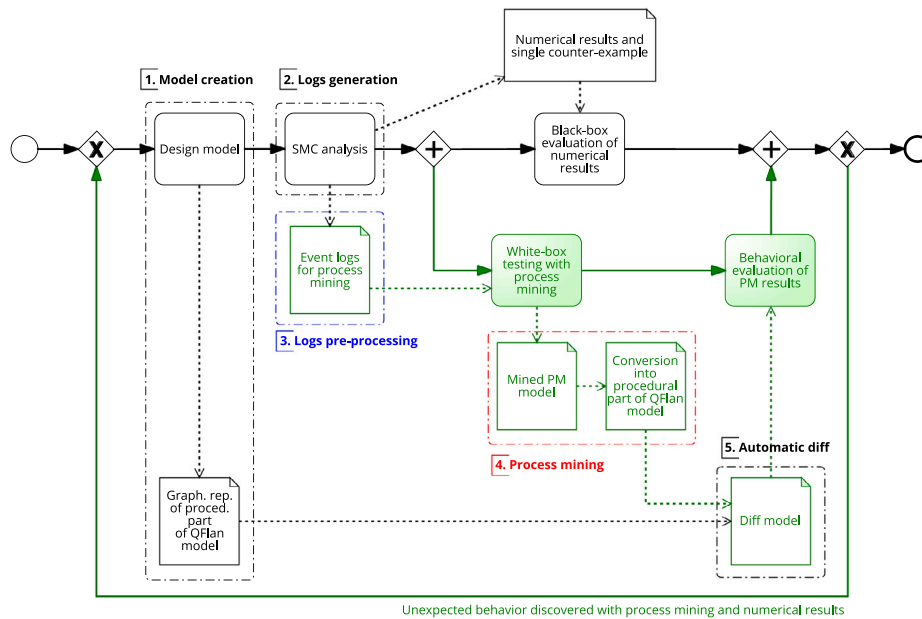 Numerical results and
single counter-example
1. Model creation
2. Logs generation
Design model
SMC analysis
Black-box
evaluation of
numerical
results
Event logs
for process
mining
White-box
testing with
process
mining
Behavioral
evaluation of
PM results
3. Logs pre-processing
Mined PM
model
Conversion
into
procedural
part of QFlan
model
4. Process mining
5. Automatic diff
Graph. rep.
of proced.
part
of QFlan
model
Diff model
Unexpected behavior discovered with process mining and numerical results